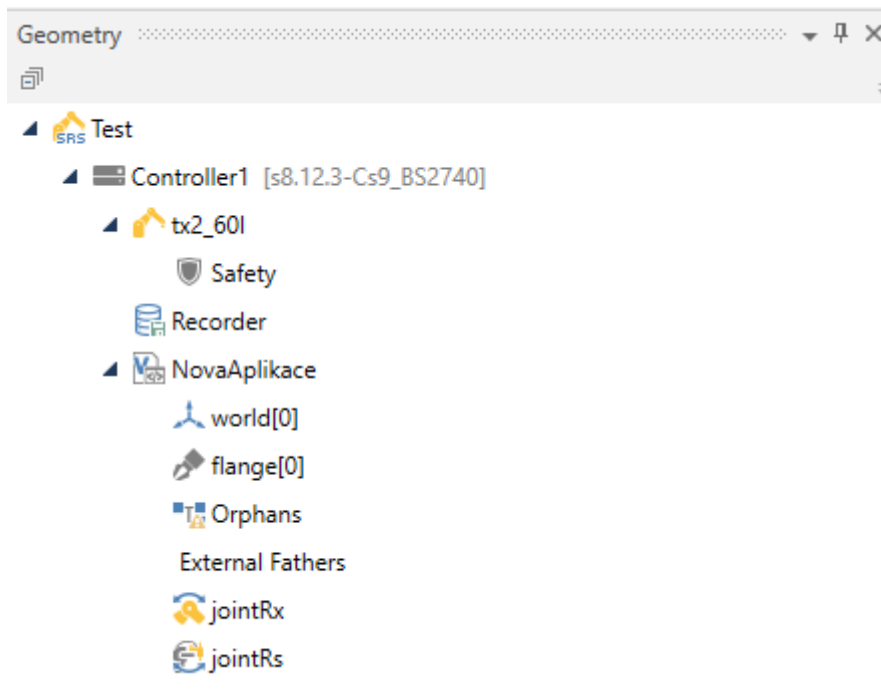 Geometry
SRS Test
Controller1 [s8.12.3-Cs9_BS2740]
tx2_60l
Safety
Recorder
NovaAplikace
world[0]
flange[0]
Orphans
External Fathers
jointRx
jointRs